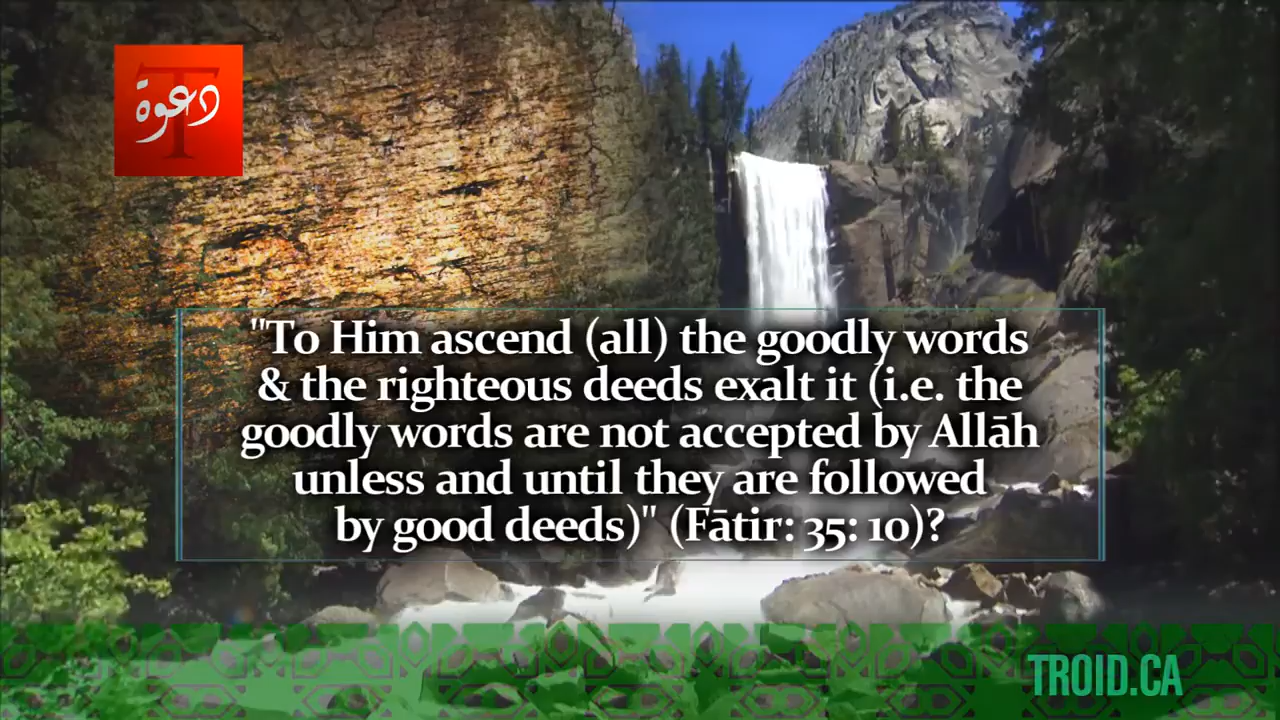 دعوة
T
"To Him ascend (all) the goodly words
& the righteous deeds exalt it (i.e. the
goodly words are not accepted by Allāh
unless and until they are followed
by good deeds)" (Fātir: 35: 10)?
TROID.CA